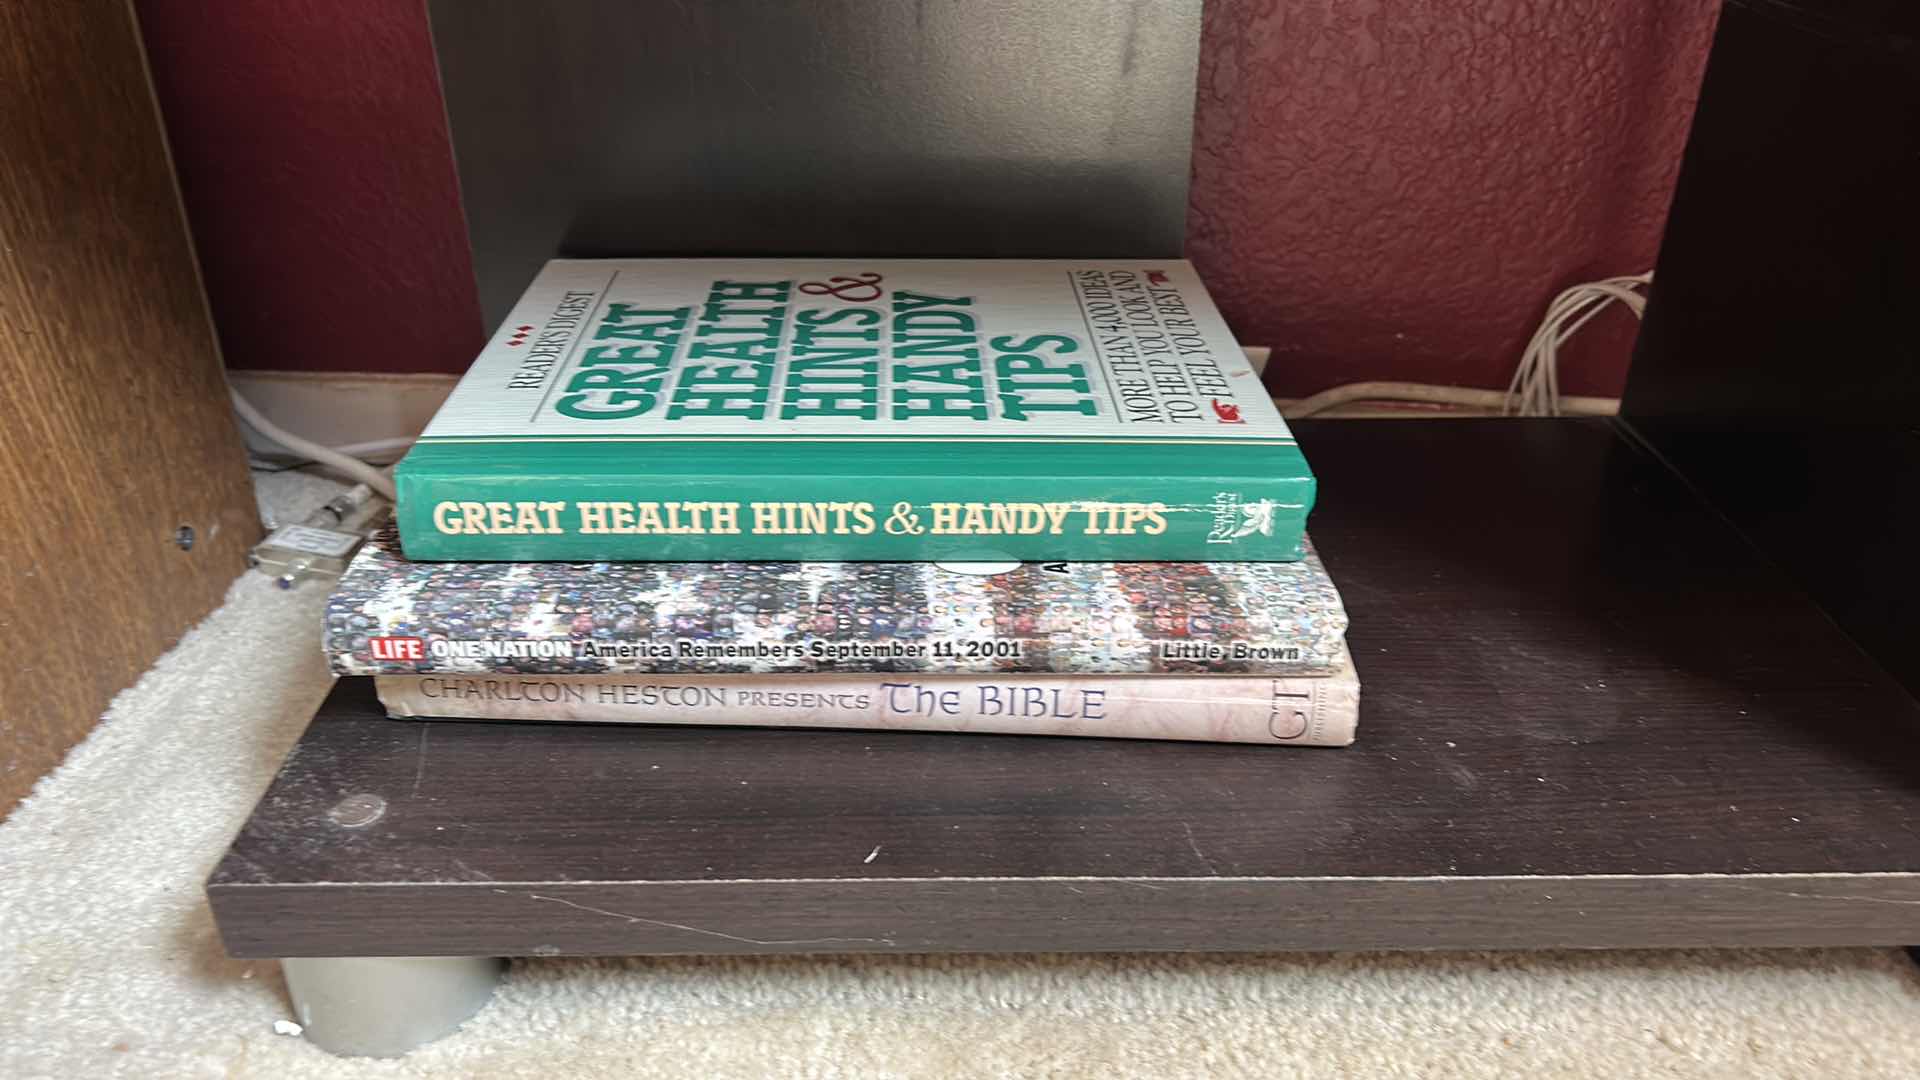 READER'S DIGEST
GREAT
HEALTH
HINTS &
HANDY
TIPS
MORE THAN 4,000 IDEAS
TO HELP YOU LOOK AND
FEEL YOUR BEST
GREAT HEALTH HINTS & HANDY TIPS
Reader's
Digest
A
LIFE ONE NATION America Remembers September 11, 2001 Little, Brown
CHARLTON HESTON PRESENTS The BIBLE GT